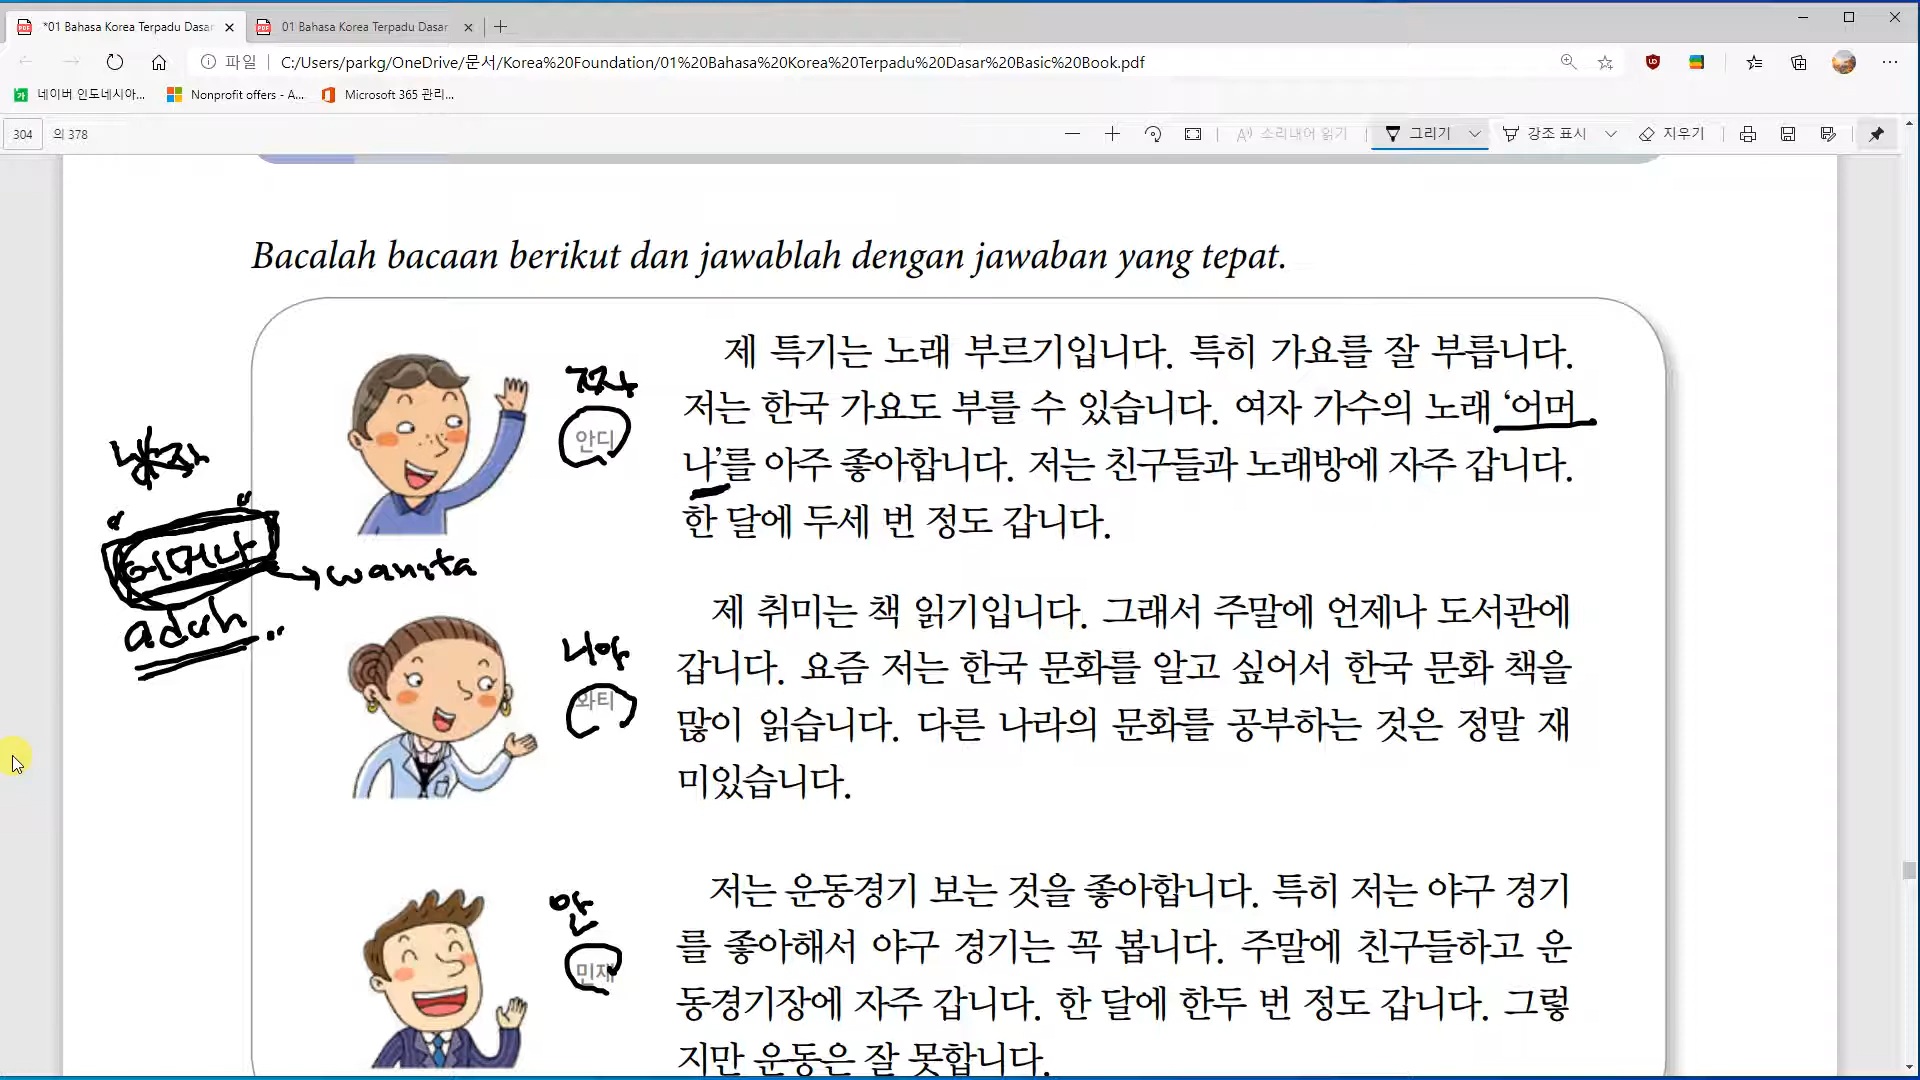 *01 Bahasa Korea Terpadu Dasar
01 Bahasa Korea Terpadu Dasar
파일
C:/Users/parkg/OneDrive/문서/Korea%20Foundation/01%20Bahasa%20Korea%20Terpadu%20Dasar%20Basic%20Book.pdf
네이버 인도네시아...
Nonprofit offers - A...
Microsoft 365 관리...
304
의 378
소리내어 읽기
그리기
강조 표시
지우기
Bacalah bacaan berikut dan jawablah dengan jawaban yang tepat.
안디
제 특기는 노래 부르기입니다. 특히 가요를 잘 부릅니다.
저는 한국 가요도 부를 수 있습니다. 여자 가수의 노래 ‘어머
나’를 아주 좋아합니다. 저는 친구들과 노래방에 자주 갑니다.
한 달에 두세 번 정도 갑니다.
어머나
wanita
aduh..
니아
와티
제 취미는 책 읽기입니다. 그래서 주말에 언제나 도서관에
갑니다. 요즘 저는 한국 문화를 알고 싶어서 한국 문화 책을
많이 읽습니다. 다른 나라의 문화를 공부하는 것은 정말 재
미있습니다.
안
민재
저는 운동경기 보는 것을 좋아합니다. 특히 저는 야구 경기
를 좋아해서 야구 경기는 꼭 봅니다. 주말에 친구들하고 운
동경기장에 자주 갑니다. 한 달에 한두 번 정도 갑니다. 그렇
지만 운동은 잘 못합니다.